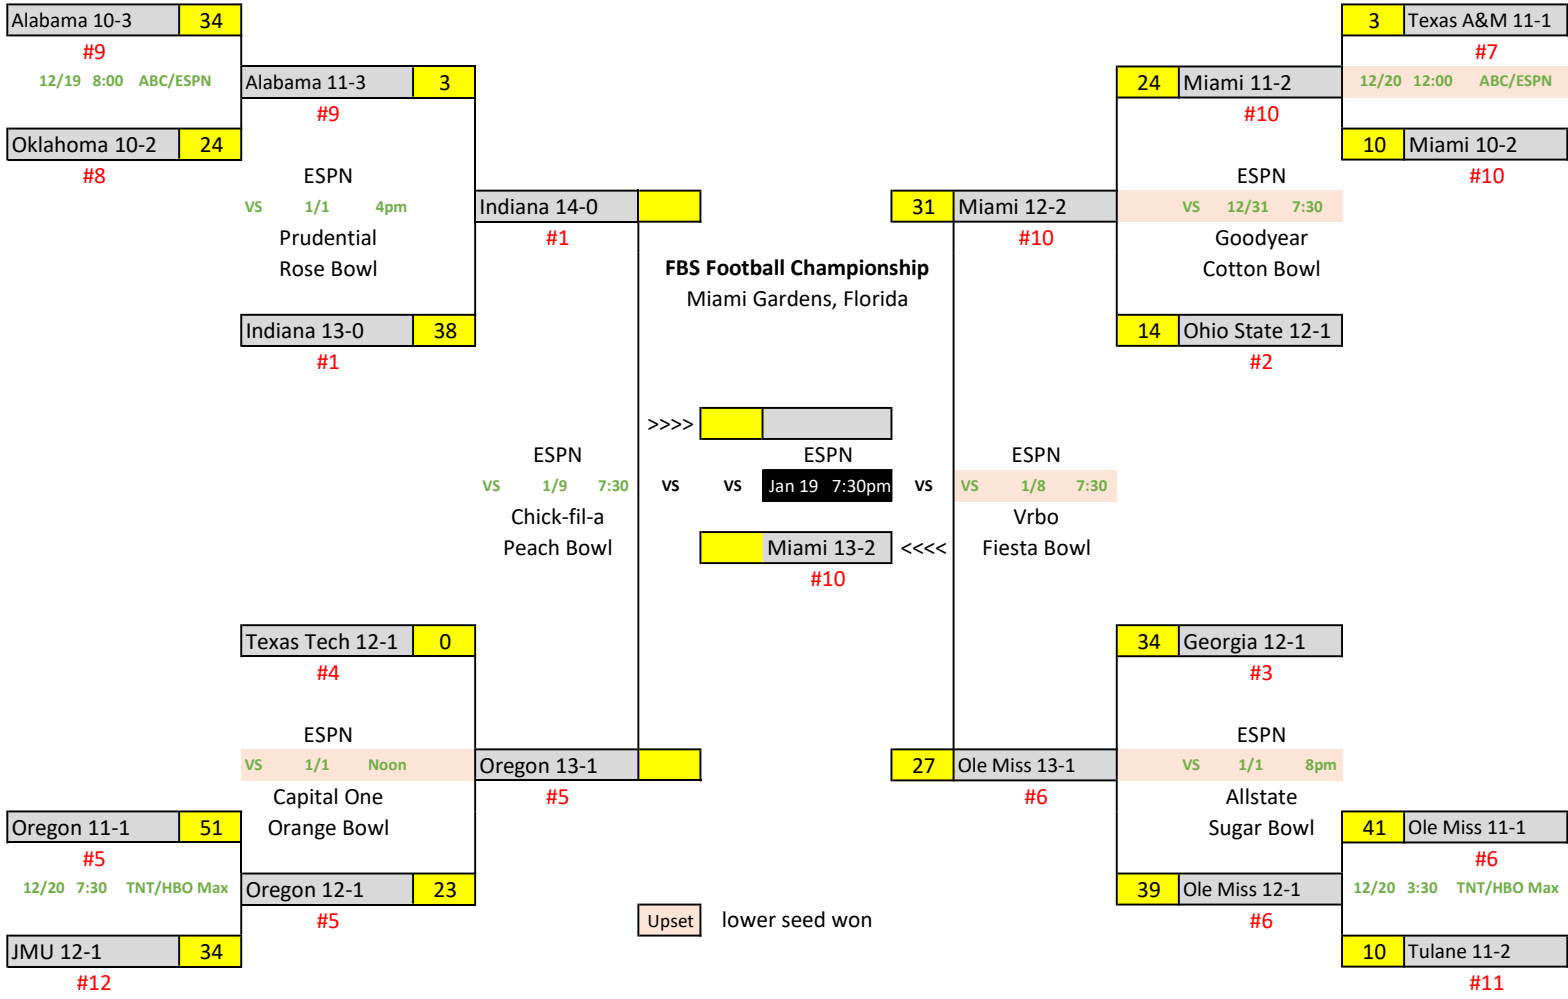 Alabama 10-3 34
3 Texas A&M 11-1
#9
#7
12/19 8:00 ABC/ESPN
Alabama 11-3 3
24 Miami 11-2
12/20 12:00 ABC/ESPN
#9
#10
Oklahoma 10-2 24
10 Miami 10-2
#8
ESPN
ESPN
#10
VS 1/1 4pm
Indiana 14-0
31 Miami 12-2
VS 12/31 7:30
Prudential
#1
#10
Goodyear
Rose Bowl
FBS Football Championship
Cotton Bowl
Miami Gardens, Florida
Indiana 13-0 38
14 Ohio State 12-1
#1
#2
>>>>
ESPN
ESPN
ESPN
VS 1/9 7:30
VS
VS
Jan 19 7:30pm
VS
VS 1/8 7:30
Chick-fil-a
Vrbo
Peach Bowl
Miami 13-2
<<<<
Fiesta Bowl
#10
Texas Tech 12-1 0
34 Georgia 12-1
#4
#3
ESPN
ESPN
VS 1/1 Noon
Oregon 13-1
27 Ole Miss 13-1
VS 1/1 8pm
Capital One
#5
#6
Allstate
Oregon 11-1 51
Orange Bowl
Sugar Bowl
41 Ole Miss 11-1
#5
#6
12/20 7:30 TNT/HBO Max
Oregon 12-1 23
39 Ole Miss 12-1
12/20 3:30 TNT/HBO Max
#5
Upset lower seed won
#6
JMU 12-1 34
10 Tulane 11-2
#12
#11